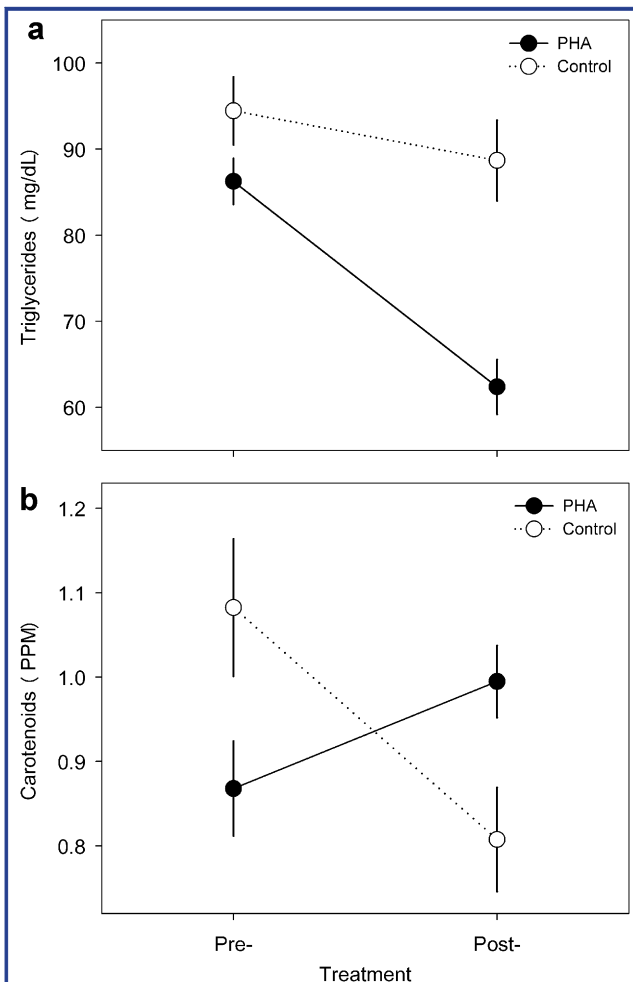 a
PHA
Control
100
90
80
70
60
Triglycerides ( mg/dL)
b
PHA
Control
1.2
1.1
1.0
0.9
0.8
Carotenoids ( PPM)
Pre-
Post-
Treatment